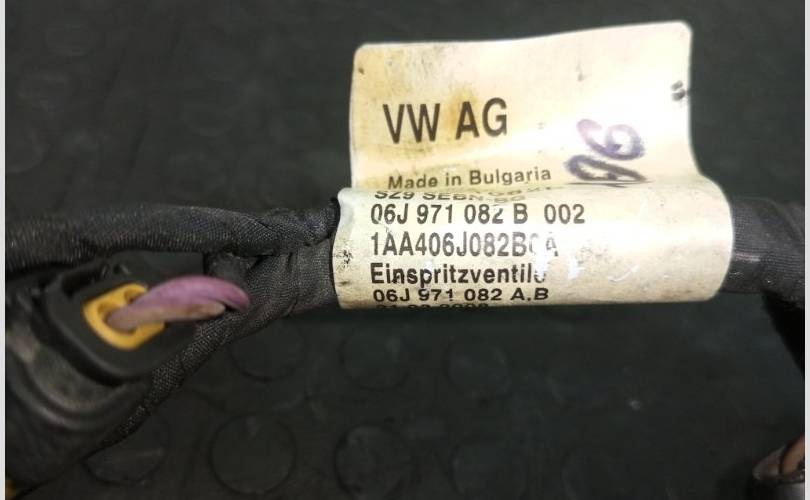 VW AG
Made in Bulgaria
06J 971 082 B 002
1AA406J082B0A
Einspritzventile
06J 971 082 A.B